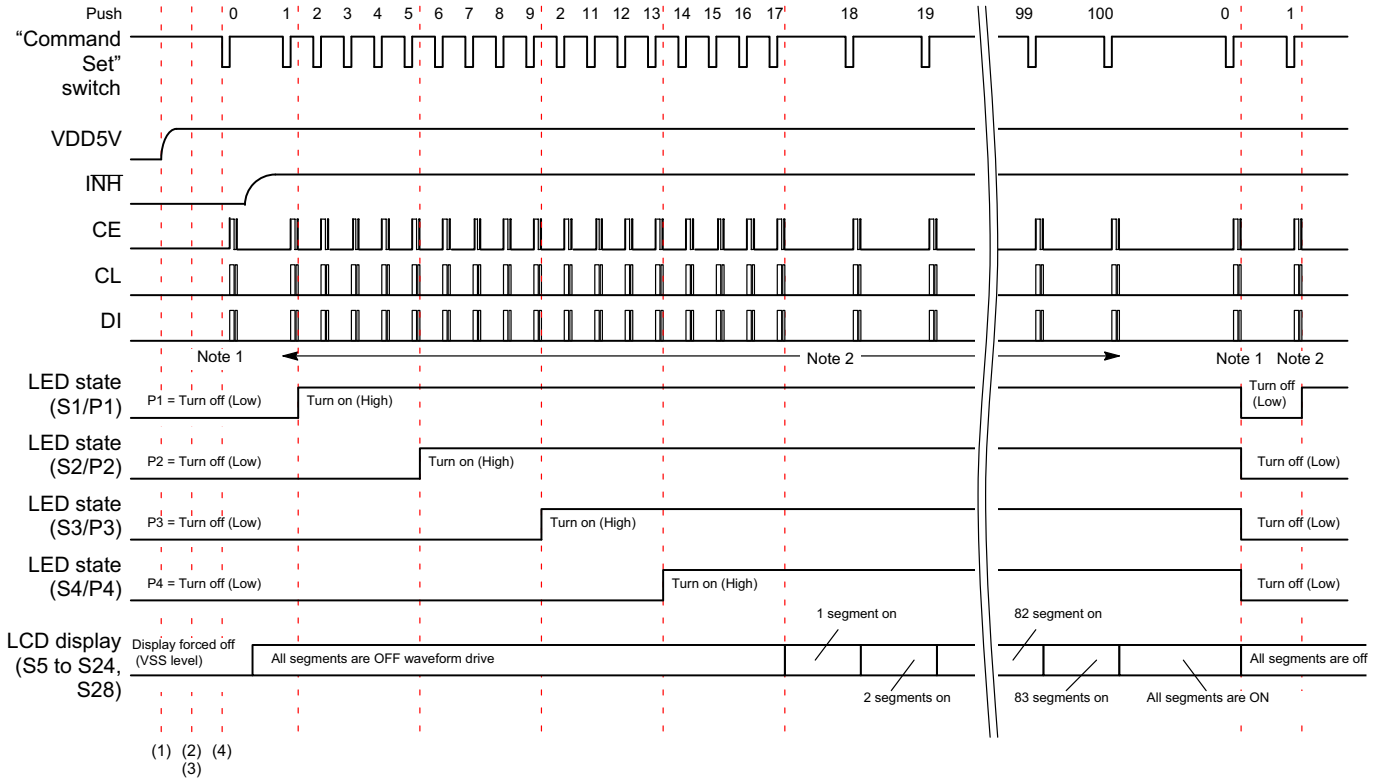 Push 0 1 2 3 4 5 6 7 8 9 2 11 12 13 14 15 16 17 18 19 99 100 0 1
“Command
Set”
switch
VDD5V
INH
CE
CL
DI
Note 1 Note 2 Note 1 Note 2
LED state
(S1/P1)
P1 = Turn off (Low) Turn on (High) Turn off
(Low)
LED state
(S2/P2)
P2 = Turn off (Low) Turn on (High) Turn off (Low)
LED state
(S3/P3)
P3 = Turn off (Low) Turn on (High) Turn off (Low)
LED state
(S4/P4)
P4 = Turn off (Low) Turn on (High) Turn off (Low)
1 segment on 82 segment on
LCD display
(S5 to S24,
S28)
Display forced off
(VSS level)
All segments are OFF waveform drive All segments are off
2 segments on 83 segments on All segments are ON
(1) (2) (4)
(3)